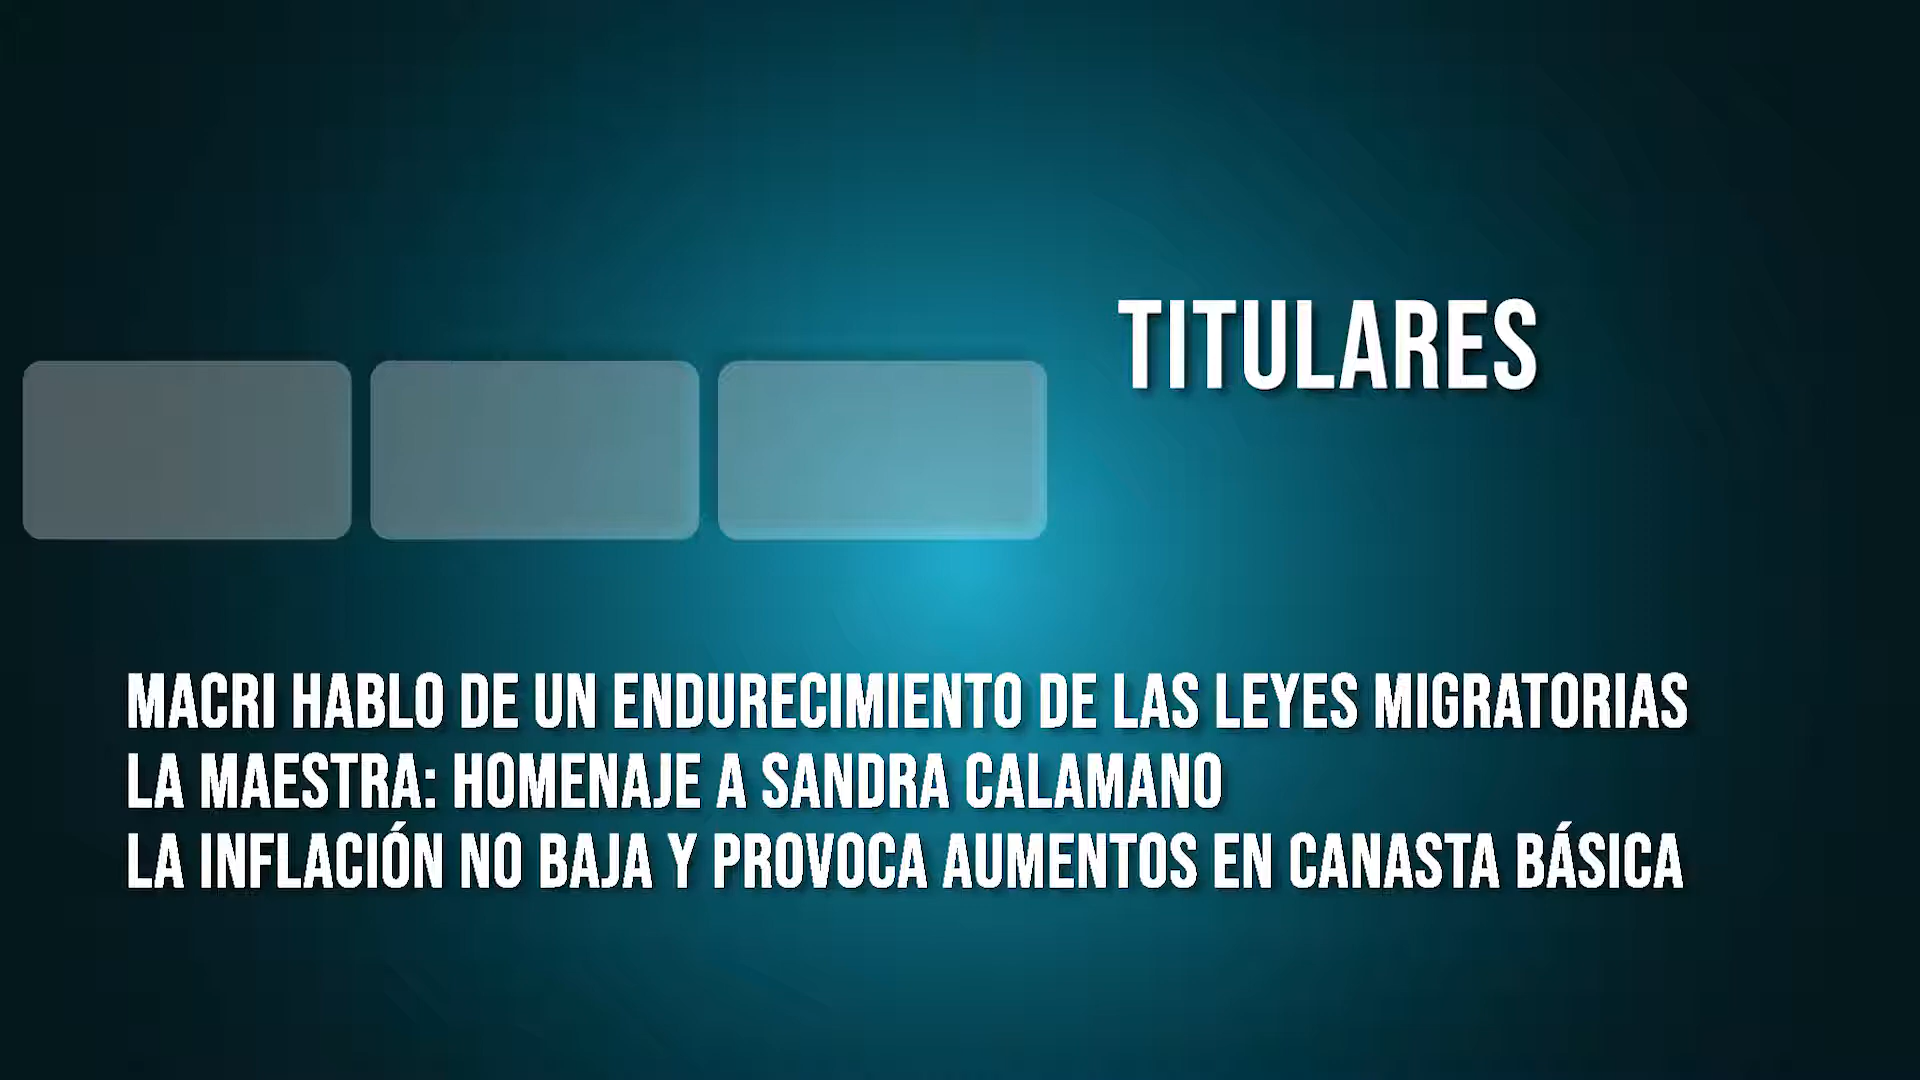 TITULARES
MACRI HABLO DE UN ENDURECIMIENTO DE LAS LEYES MIGRATORIAS
LA MAESTRA: HOMENAJE A SANDRA CALAMANO
LA INFLACIÓN NO BAJA Y PROVOCA AUMENTOS EN CANASTA BÁSICA